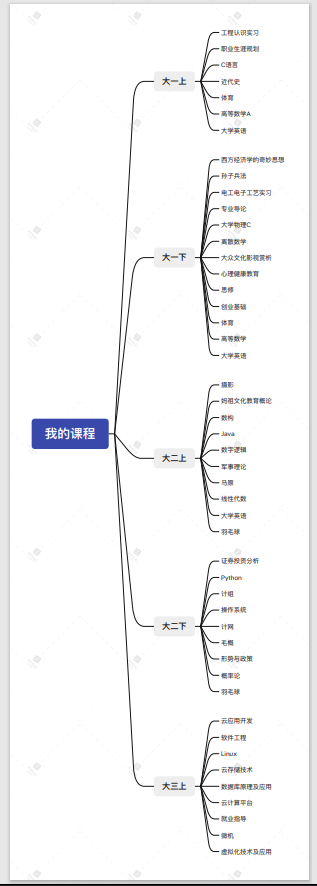 我的课程
大一上
工程认识实习
职业生涯规划
C语言
近代史
体育
高等数学A
大学英语
大一下
西方经济学的奇妙思想
孙子兵法
电工电子工艺实习
专业导论
大学物理C
离散数学
大众文化影视赏析
心理健康教育
思修
创业基础
体育
高等数学
大学英语
大二上
摄影
妈祖文化教育概论
数构
Java
数字逻辑
军事理论
马原
线性代数
大学英语
羽毛球
大二下
证券投资分析
Python
计组
操作系统
计网
毛概
形势与政策
概率论
羽毛球
大三上
云应用开发
软件工程
Linux
云存储技术
数据库原理及应用
云计算平台
就业指导
微机
虚拟化技术及应用